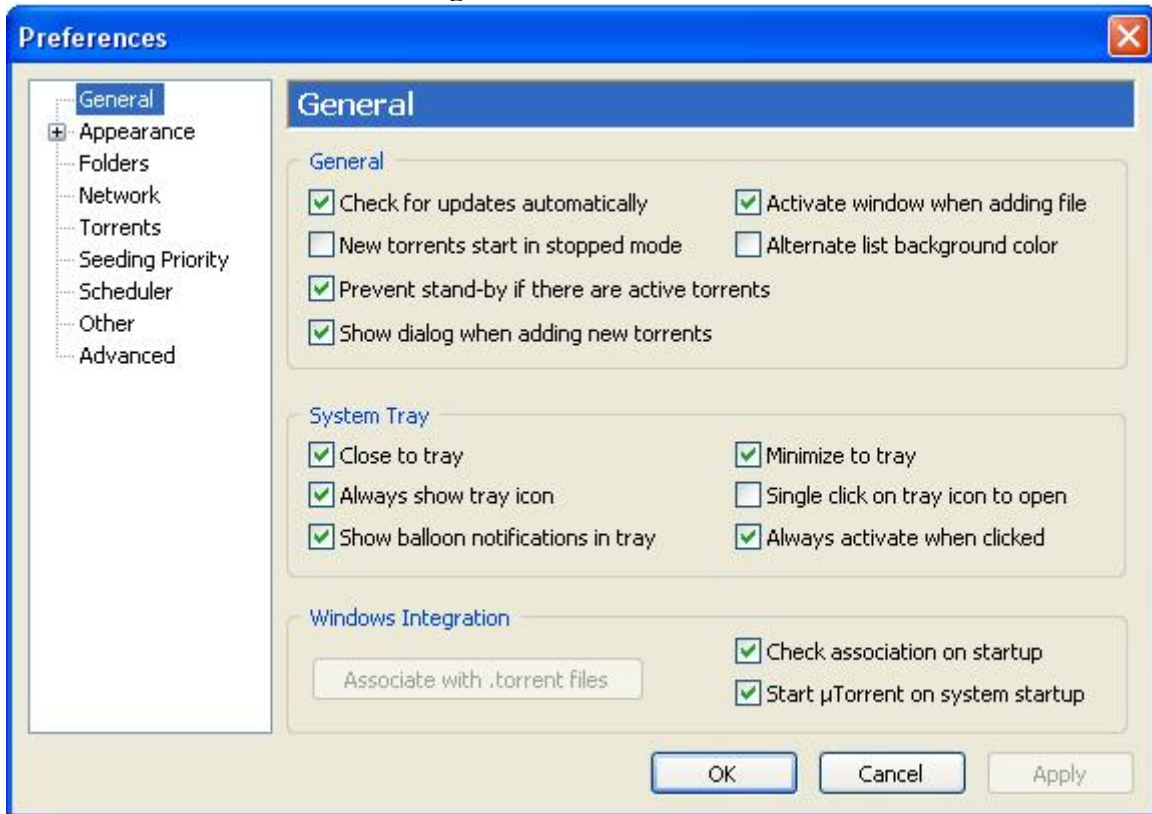 Preferences
General
Appearance
Folders
Network
Torrents
Seeding Priority
Scheduler
Other
Advanced
General
General
Check for updates automatically
Activate window when adding file
New torrents start in stopped mode
Alternate list background color
Prevent stand-by if there are active torrents
Show dialog when adding new torrents
System Tray
Close to tray
Minimize to tray
Always show tray icon
Single click on tray icon to open
Show balloon notifications in tray
Always activate when clicked
Windows Integration
Associate with .torrent files
Check association on startup
Start µTorrent on system startup
OK
Cancel
Apply